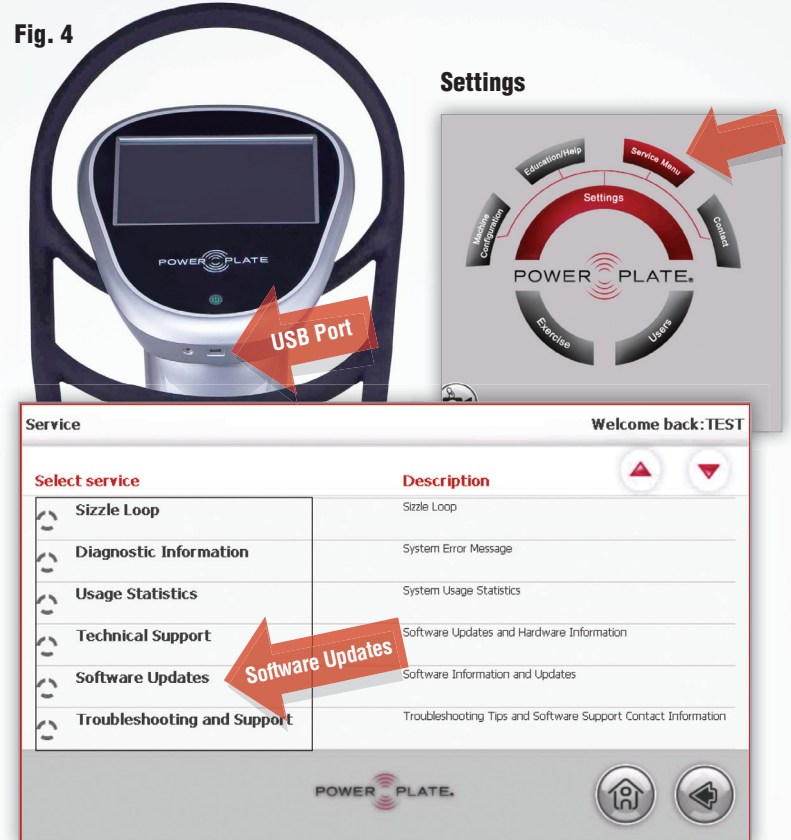 Fig. 4
POWER PLATE
USB Port
Settings
Education/Help
Service Menu
Machine
Configuration
Settings
Contact
POWER PLATE®
Exercise
Users
Service
Welcome back:TEST
Select service
Description
Sizzle Loop
Sizzle Loop
Diagnostic Information
System Error Message
Usage Statistics
System Usage Statistics
Technical Support
Software Updates and Hardware Information
Software Updates
Software Updates
Software Information and Updates
Troubleshooting and Support
Troubleshooting Tips and Software Support Contact Information
POWER PLATE®